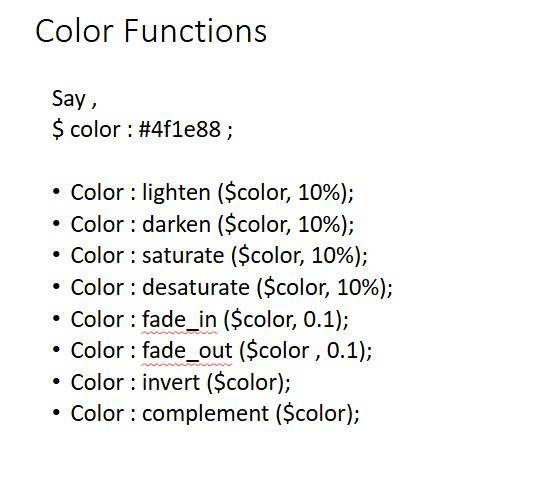 Color Functions
Say ,
$ color : #4f1e88 ;
• Color : lighten ($color, 10%);
• Color : darken ($color, 10%);
• Color : saturate ($color, 10%);
• Color : desaturate ($color, 10%);
• Color : fade_in ($color, 0.1);
• Color : fade_out ($color , 0.1);
• Color : invert ($color);
• Color : complement ($color);